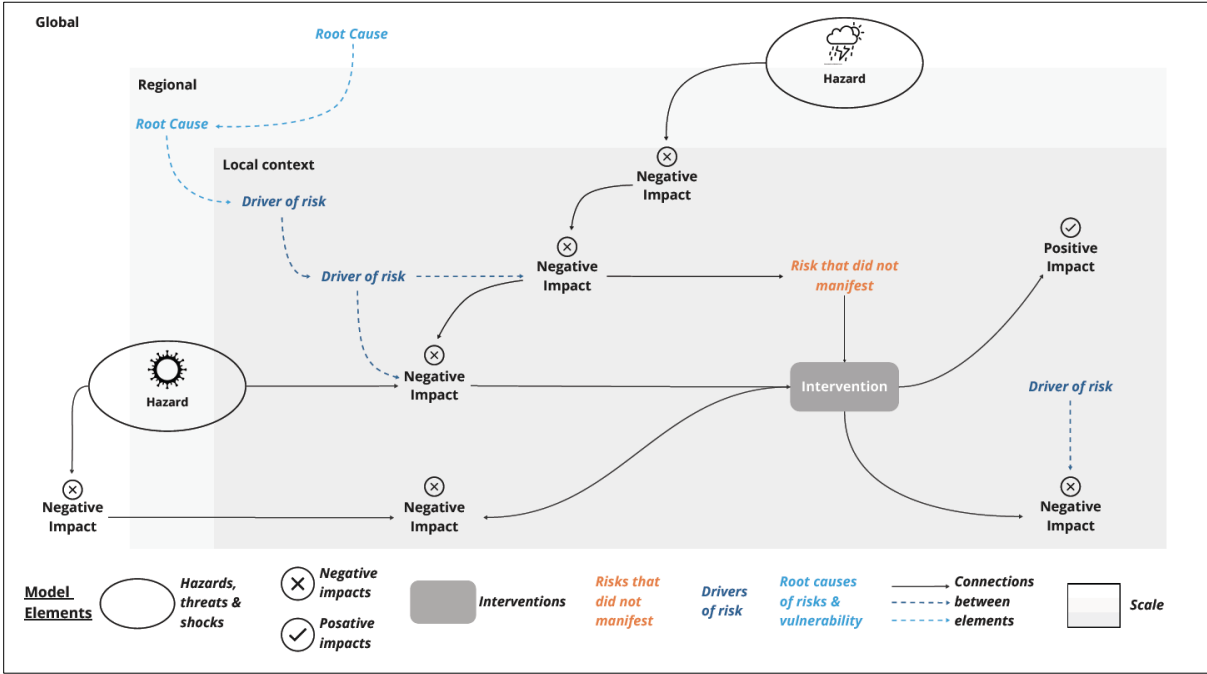 Global
Root Cause
Hazard
Regional
Root Cause
Local context
Negative
Impact
Driver of risk
Positive
Impact
Negative
Impact
Risk that did not
manifest
Driver of risk
Negative
Impact
Intervention
Driver of risk
Hazard
Negative
Impact
Negative
Impact
Negative
Impact
Model
Elements
Hazards,
threats &
shocks
Negative
impacts
Posative
impacts
Interventions
Risks that
did not
manifest
Drivers
of risk
Root causes
of risks &
vulnerability
Connections
between
elements
Scale